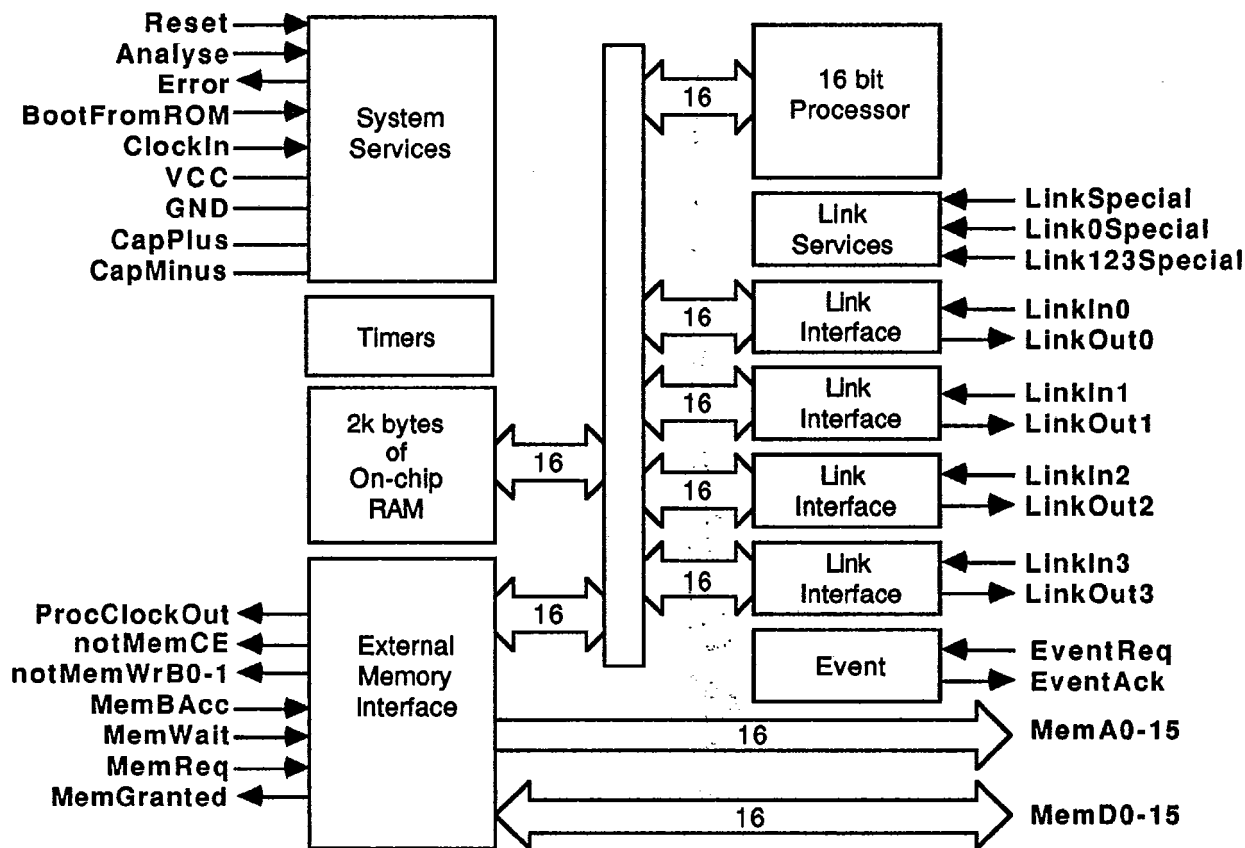 Reset
Analyse
Error
BootFromROM
ClockIn
VCC
GND
CapPlus
CapMinus
System
Services
Timers
2k bytes
of
On-chip
RAM
16
ProcClockOut
notMemCE
notMemWrB0-1
MemBAcc
MemWait
MemReq
MemGranted
External
Memory
Interface
16
16 bit
Processor
16
Link
Services
LinkSpecial
Link0Special
Link123Special
16
Link
Interface
LinkIn0
LinkOut0
16
Link
Interface
LinkIn1
LinkOut1
16
Link
Interface
LinkIn2
LinkOut2
16
Link
Interface
LinkIn3
LinkOut3
Event
EventReq
EventAck
16
MemA0-15
16
MemD0-15